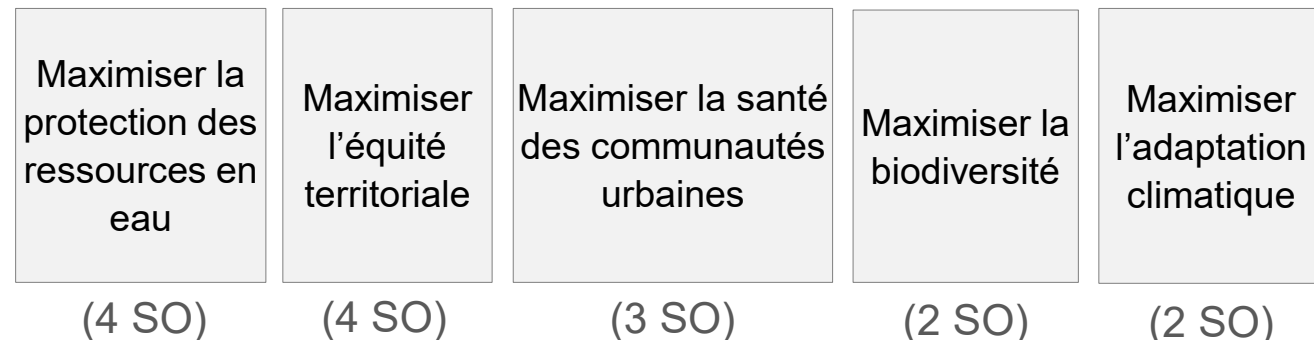 Maximiser la
protection des
ressources en
eau
(4 SO)
Maximiser
l’équité
territoriale
(4 SO)
Maximiser la santé
des communautés
urbaines
(3 SO)
Maximiser la
biodiversité
(2 SO)
Maximiser
l’adaptation
climatique
(2 SO)